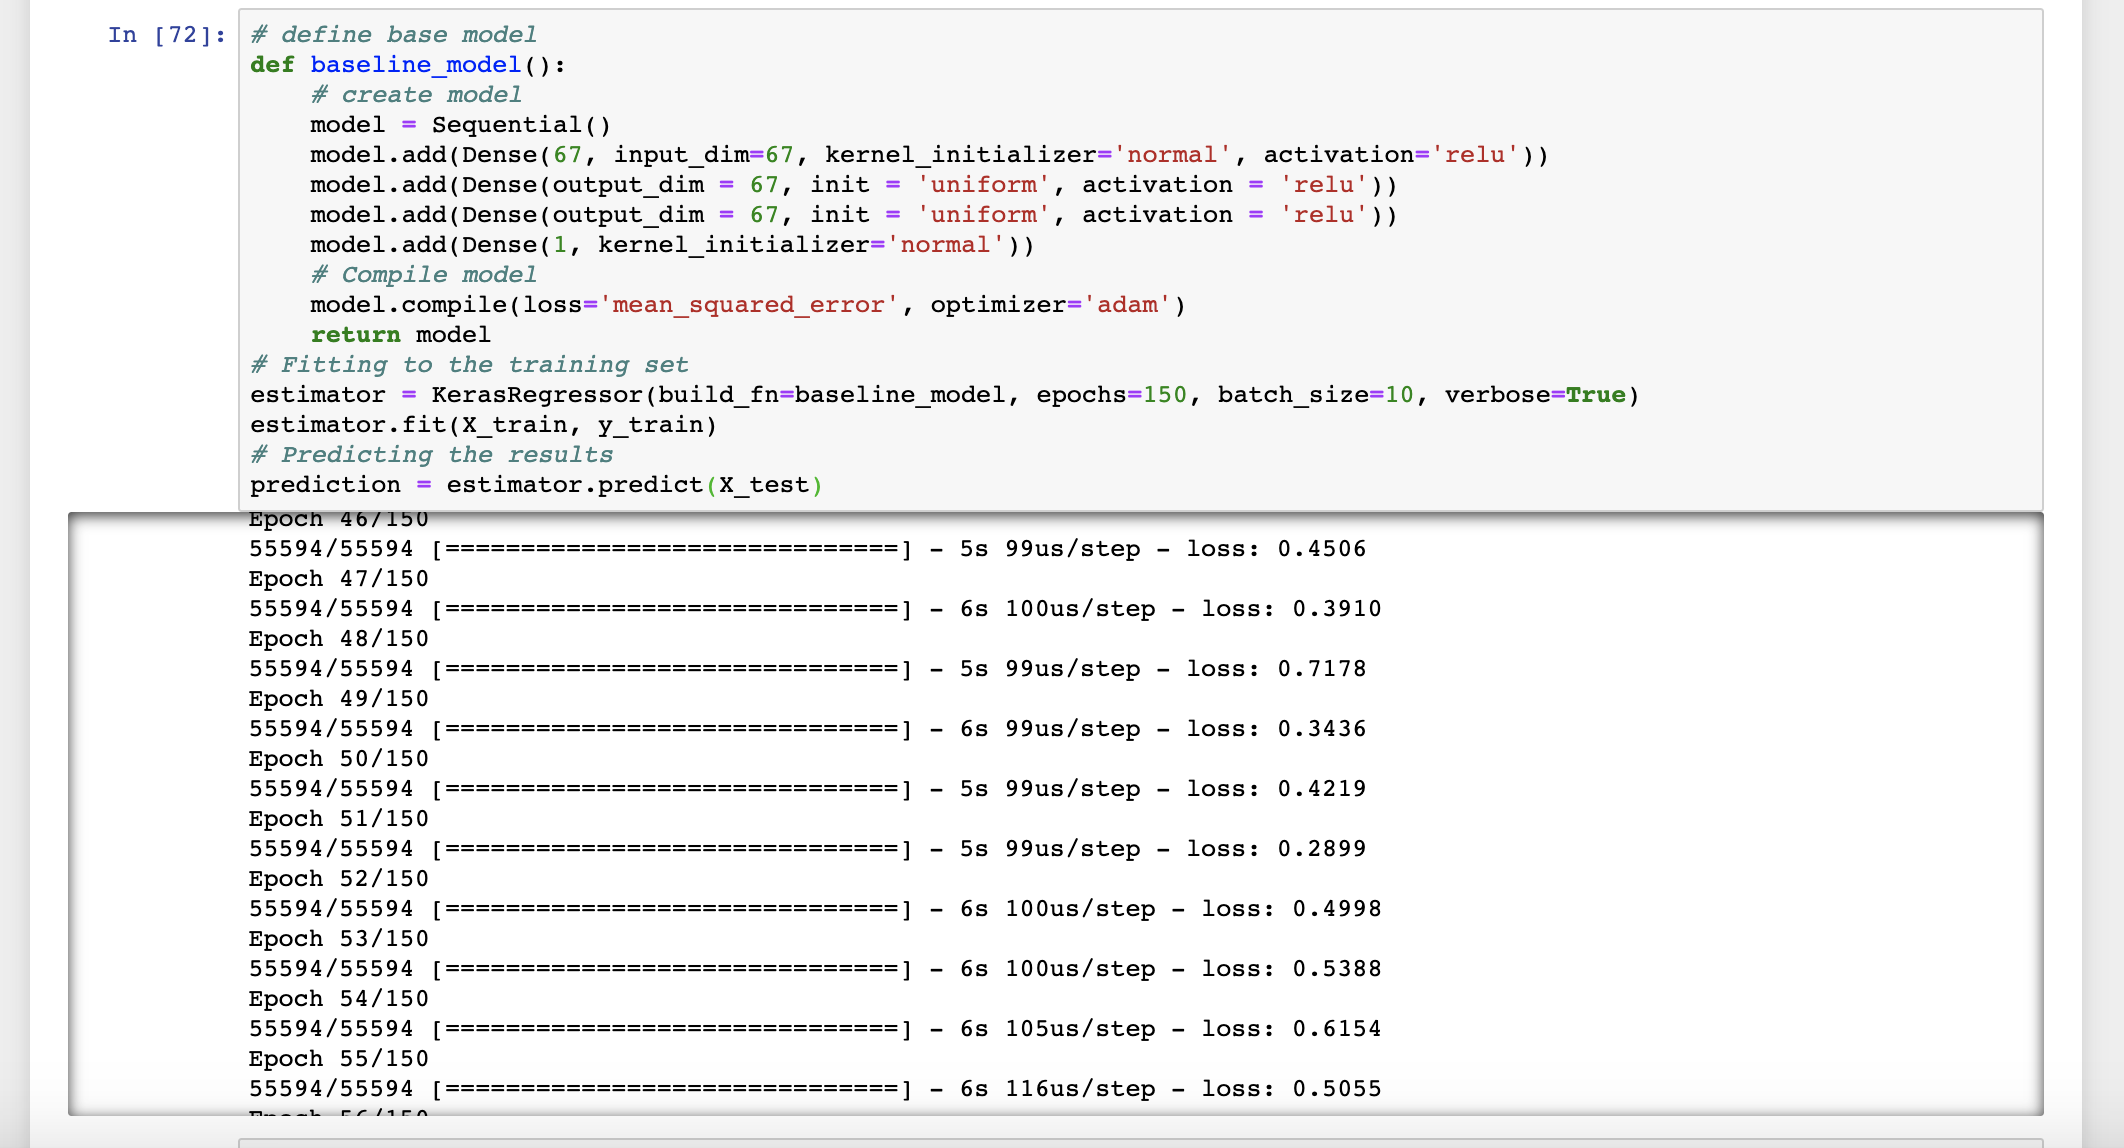 In [72]:
# define base model
def baseline_model():
    # create model
    model = Sequential()
    model.add(Dense(67, input_dim=67, kernel_initializer='normal', activation='relu'))
    model.add(Dense(output_dim = 67, init = 'uniform', activation = 'relu'))
    model.add(Dense(output_dim = 67, init = 'uniform', activation = 'relu'))
    model.add(Dense(1, kernel_initializer='normal'))
    # Compile model
    model.compile(loss='mean_squared_error', optimizer='adam')
    return model
# Fitting to the training set
estimator = KerasRegressor(build_fn=baseline_model, epochs=150, batch_size=10, verbose=True)
estimator.fit(X_train, y_train)
# Predicting the results
prediction = estimator.predict(X_test)
Epoch 46/150
55594/55594 [==============================] - 5s 99us/step - loss: 0.4506
Epoch 47/150
55594/55594 [==============================] - 6s 100us/step - loss: 0.3910
Epoch 48/150
55594/55594 [==============================] - 5s 99us/step - loss: 0.7178
Epoch 49/150
55594/55594 [==============================] - 6s 99us/step - loss: 0.3436
Epoch 50/150
55594/55594 [==============================] - 5s 99us/step - loss: 0.4219
Epoch 51/150
55594/55594 [==============================] - 5s 99us/step - loss: 0.2899
Epoch 52/150
55594/55594 [==============================] - 6s 100us/step - loss: 0.4998
Epoch 53/150
55594/55594 [==============================] - 6s 100us/step - loss: 0.5388
Epoch 54/150
55594/55594 [==============================] - 6s 105us/step - loss: 0.6154
Epoch 55/150
55594/55594 [==============================] - 6s 116us/step - loss: 0.5055
Epoch 56/150